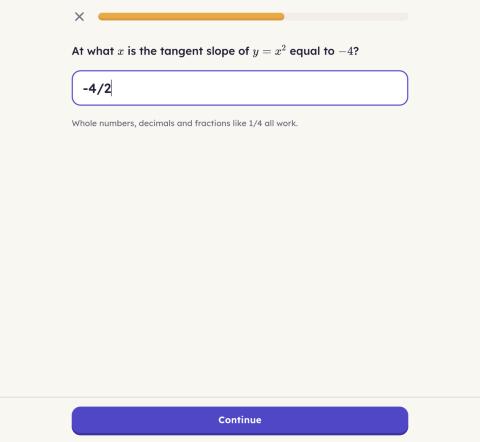 At what x is the tangent slope of y = x² equal to −4?
-4/2
Whole numbers, decimals and fractions like 1/4 all work.
Continue